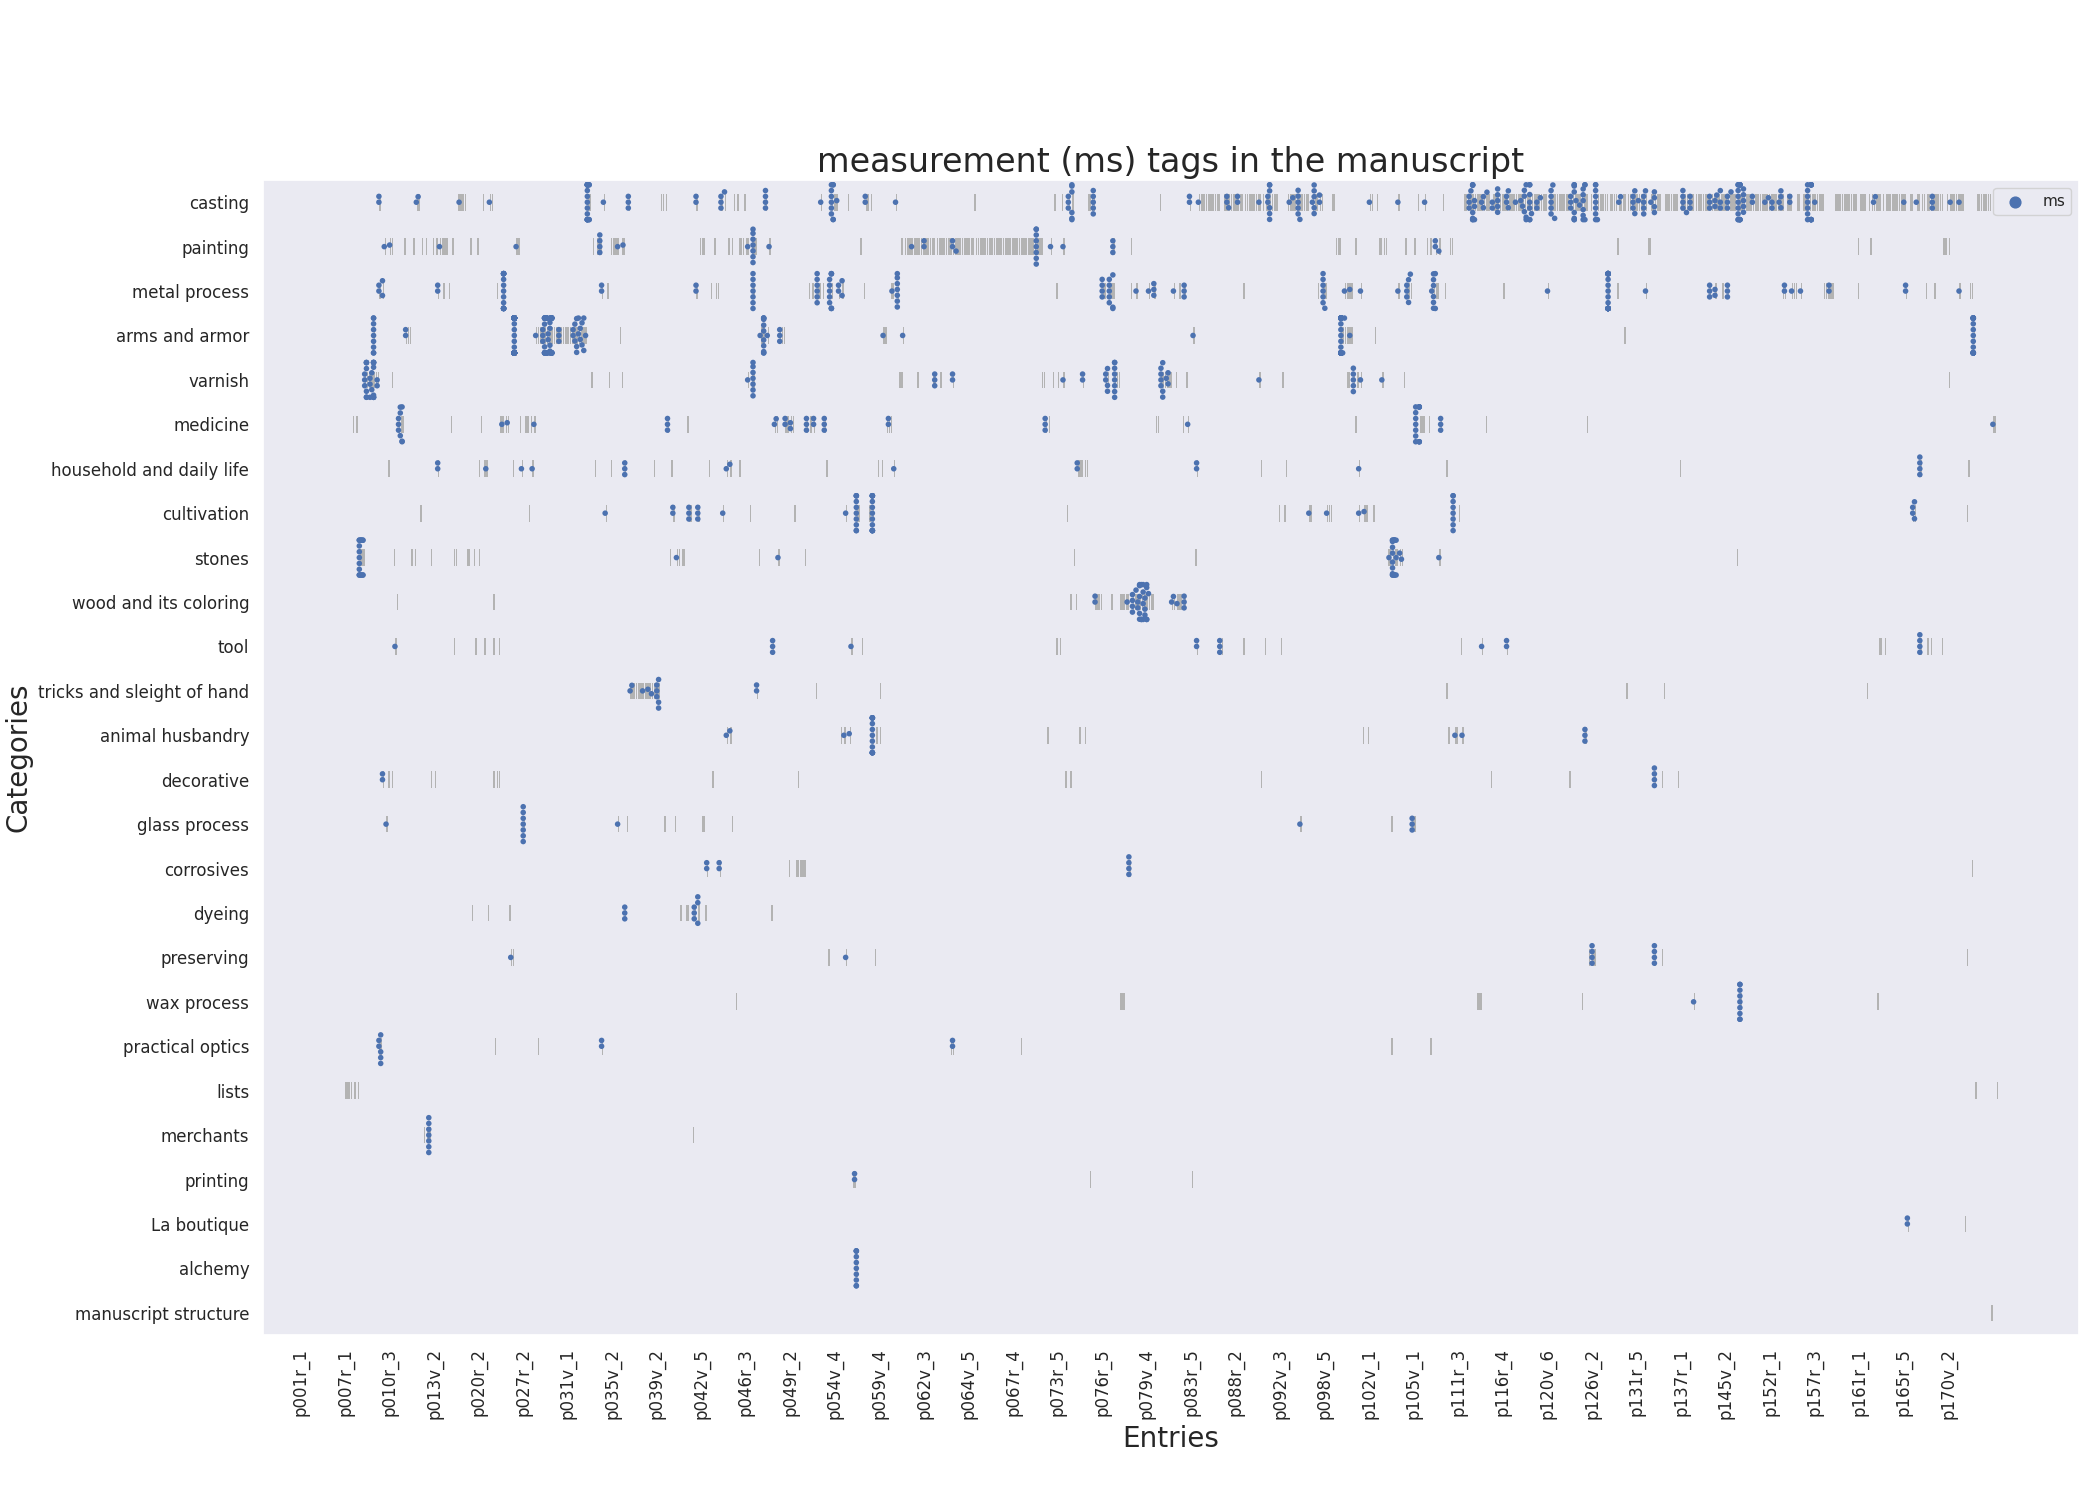 measurement (ms) tags in the manuscript
ms
Categories
casting
painting
metal process
arms and armor
varnish
medicine
household and daily life
cultivation
stones
wood and its coloring
tool
tricks and sleight of hand
animal husbandry
decorative
glass process
corrosives
dyeing
preserving
wax process
practical optics
lists
merchants
printing
La boutique
alchemy
manuscript structure
p001r_1
p007r_1
p010r_3
p013v_2
p020r_2
p027r_2
p031v_1
p035v_2
p039v_2
p042v_5
p046r_3
p049r_2
p054v_4
p059v_4
p062v_3
p064v_5
p067r_4
p073r_5
p076r_5
p079v_4
p083r_5
p088r_2
p092v_3
p098v_5
p102v_1
p105v_1
p111r_3
p116r_4
p120v_6
p126v_2
p131r_5
p137r_1
p145v_2
p152r_1
p157r_3
p161r_1
p165r_5
p170v_2
Entries